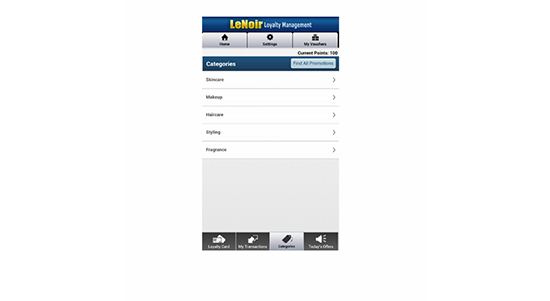 LeNoir Loyalty Management
Home Settings My Vouchers
Current Points: 100
Categories Find All Promotions
Skincare
Makeup
Haircare
Styling
Fragrance
Loyalty Card My Transactions Categories Today's Offers